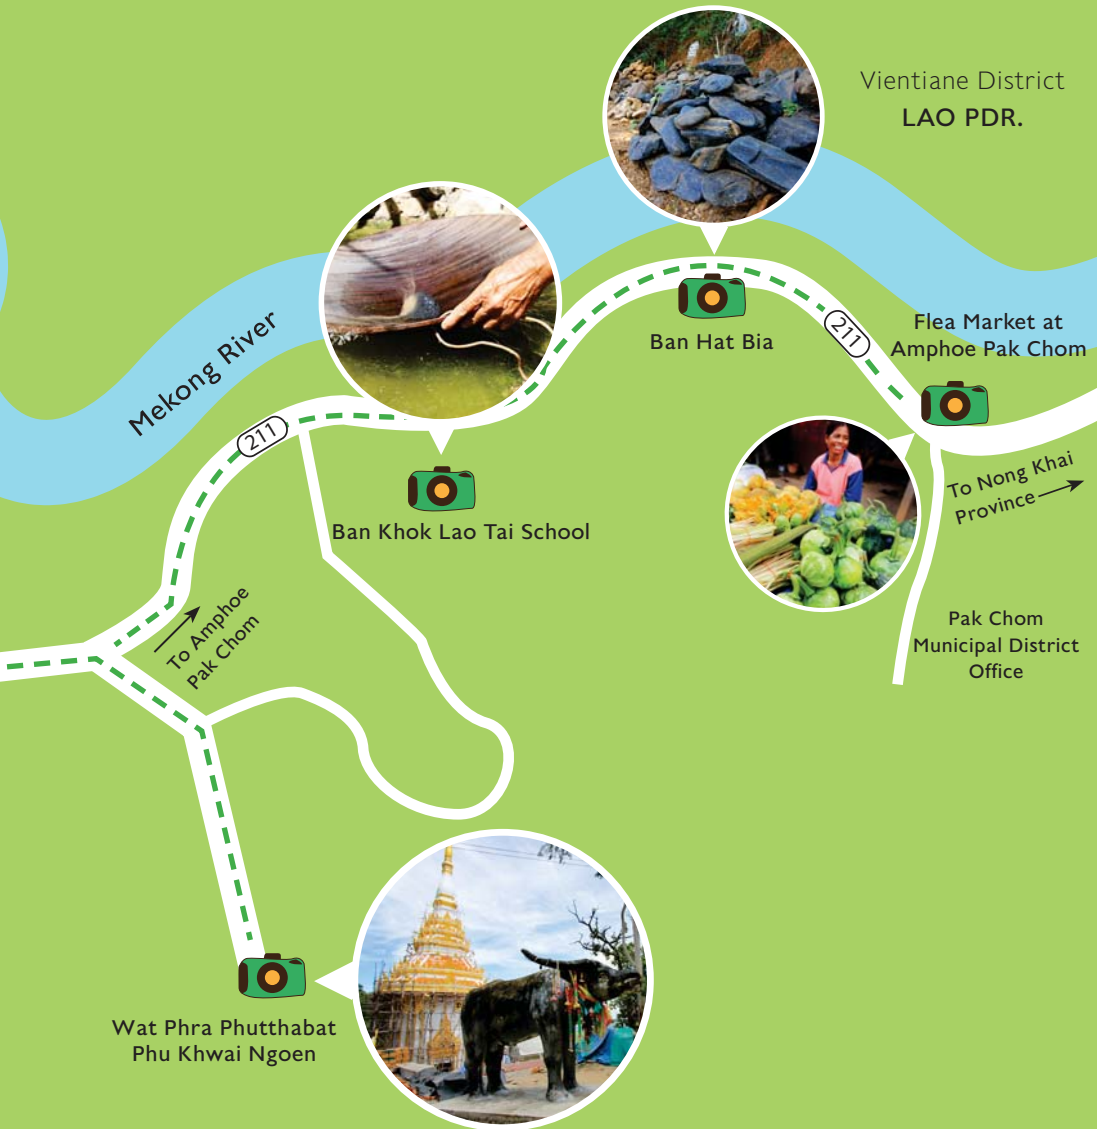 Vientiane District
LAO PDR.
Mekong River
211
Ban Hat Bia
211
Flea Market at
Amphoe Pak Chom
To Nong Khai
Province
Ban Khok Lao Tai School
To Amphoe
Pak Chom
Pak Chom
Municipal District
Office
Wat Phra Phutthabat
Phu Khwai Ngoen